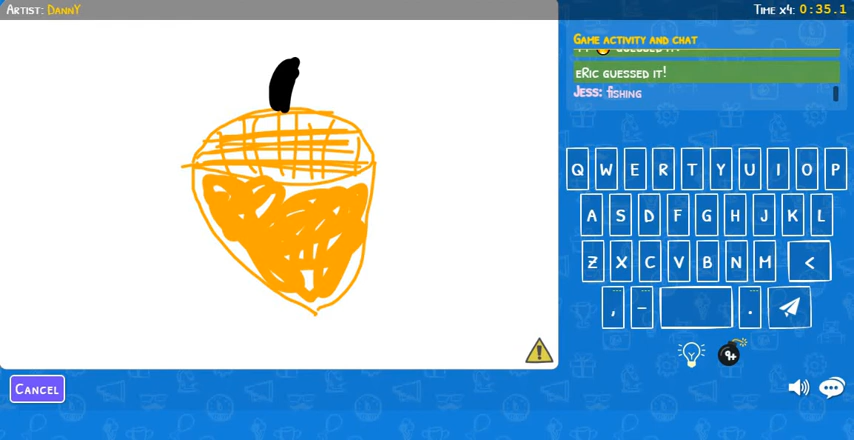 Artist: DannY
Time x4: 0:35.1
Game activity and chat
guessed it!
eric guessed it!
Jess: fishing
Q W E R T Y U I O P
A S D F G H J K L
Z X C V B N M <
, - .
9+
Cancel